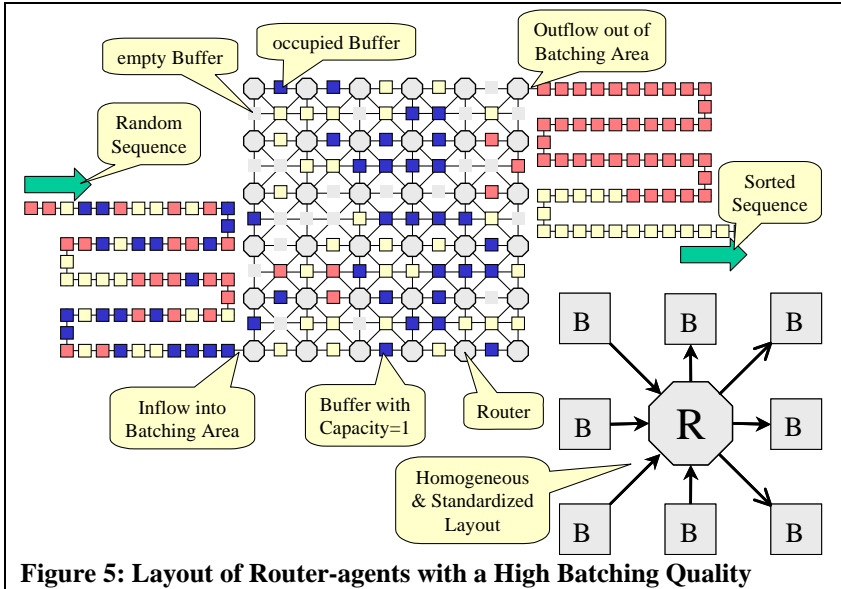 occupied Buffer
Outflow out of
Batching Area
empty Buffer
Random
Sequence
Sorted
Sequence
Inflow into
Batching Area
Buffer with
Capacity=1
Router
B
B
B
B
R
B
Homogeneous
& Standardized
Layout
B
B
B
Figure 5: Layout of Router-agents with a High Batching Quality